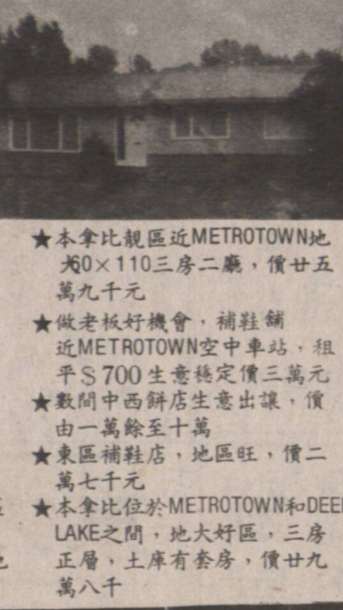 ★本拿比靚區近METROTOWN地
大60×110三房二廳，價廿五
萬九千元
★做老板好機會，補鞋舖
近METROTOWN空中車站，租
平S700生意穩定價三萬元
★數間中西餅店生意出讓，價
由一萬餘至十萬
★東區補鞋店，地區旺，價二
萬七千元
★本拿比位於METROTOWN和DEER
LAKE之間，地大好區，三房
正層，土庫有套房，價廿九
萬八千